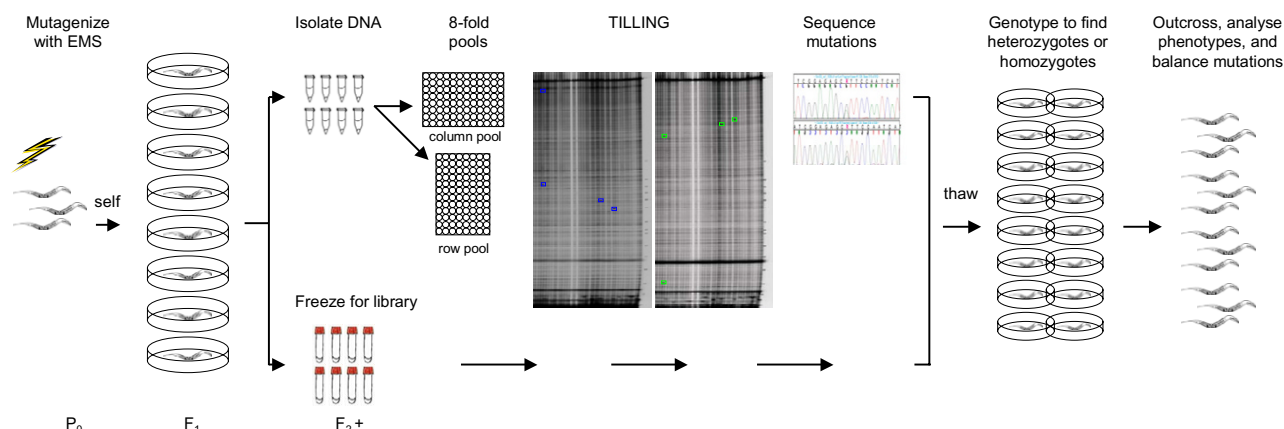 Mutagenize
with EMS
Isolate DNA
8-fold
pools
TILLING
Sequence
mutations
Genotype to find
heterozygotes or
homozygotes
Outcross, analyse
phenotypes, and
balance mutations
column pool
self
thaw
row pool
Freeze for library
P₀
F₁
F₂ +